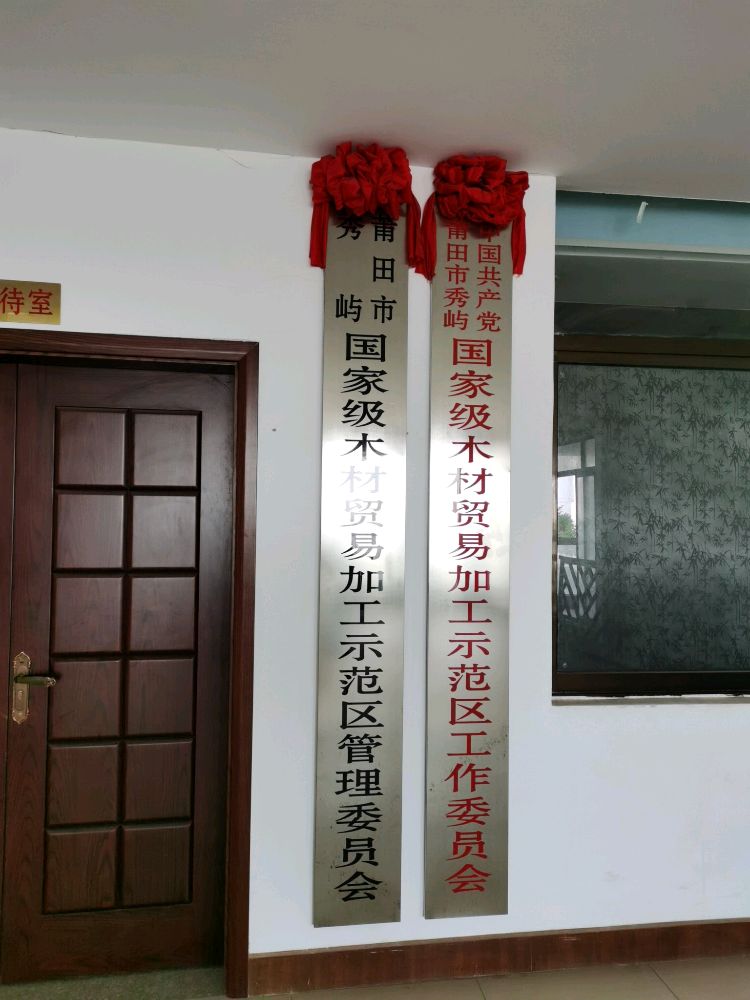 待室
莆田市
秀屿
国家级木材贸易加工示范区管理委员会
中国共产党
莆田市秀屿
国家级木材贸易加工示范区工作委员会